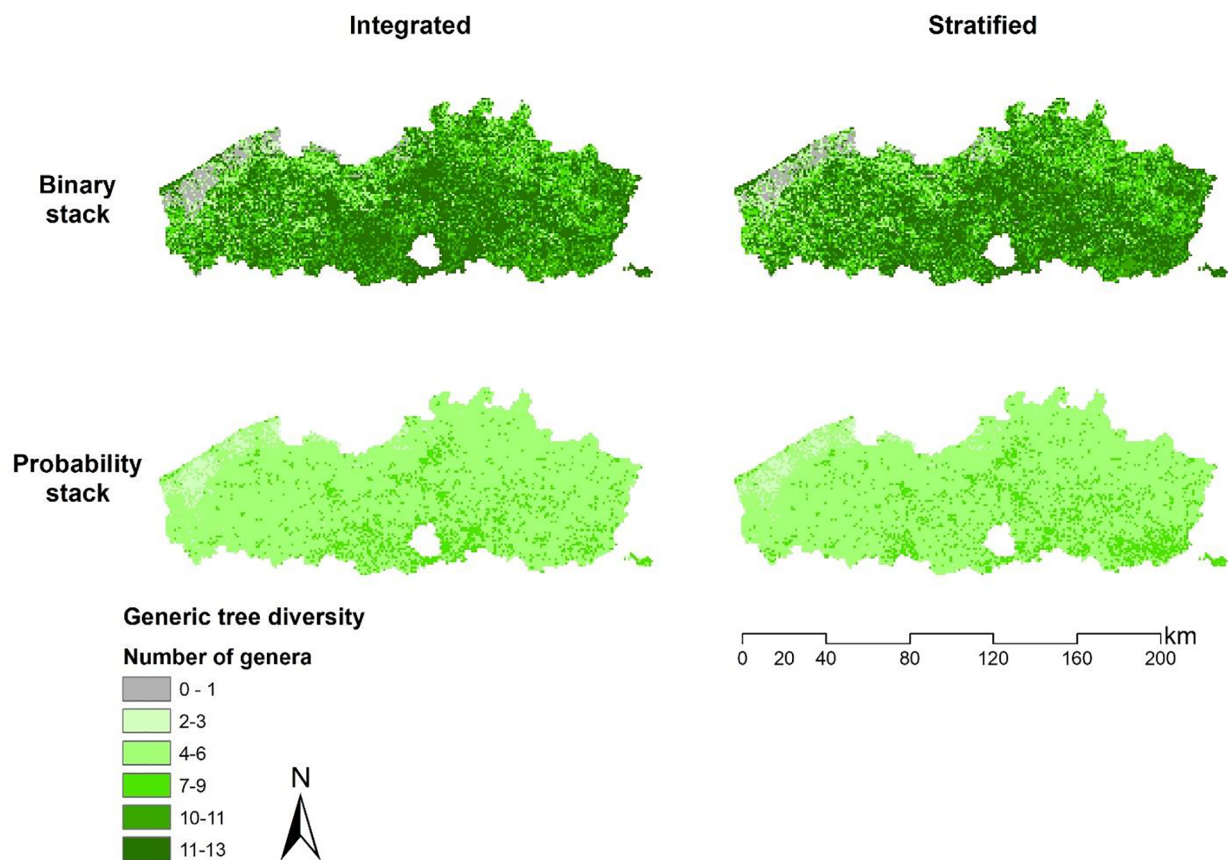 Integrated
Stratified
Binary
stack
Probability
stack
Generic tree diversity
Number of genera
0 - 1
2-3
4-6
7-9
10-11
11-13
N
km
0 20 40 80 120 160 200